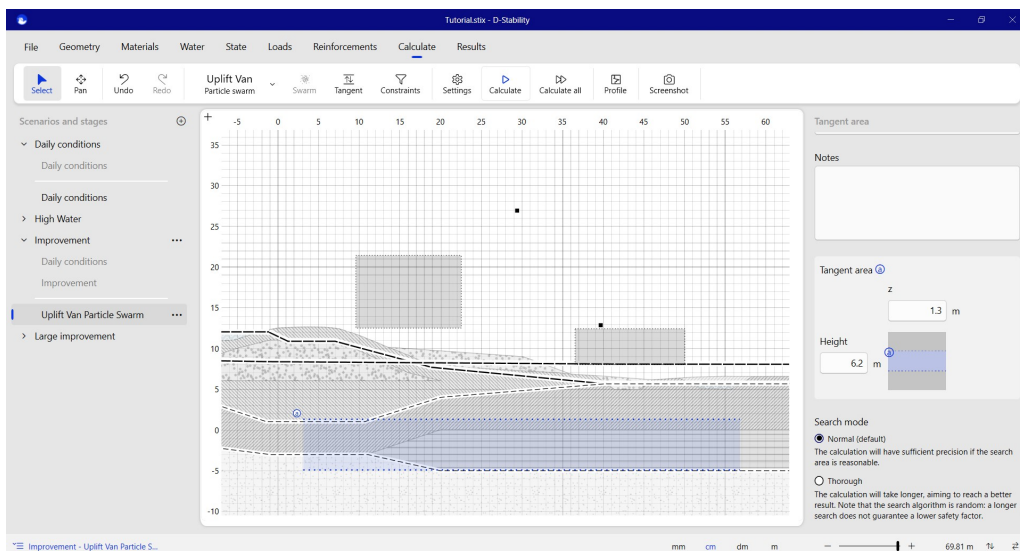 Tutorial.stix - D-Stability
File Geometry Materials Water State Loads Reinforcements Calculate Results
Select Pan Undo Redo Uplift Van Particle swarm Swarm Tangent Constraints Settings Calculate Calculate all Profile Screenshot
Scenarios and stages
Daily conditions
Daily conditions
Daily conditions
High Water
Improvement
Daily conditions
Improvement
Uplift Van Particle Swarm
Large improvement
-5 0 5 10 15 20 25 30 35 40 45 50 55 60
35
30
25
20
15
10
5
0
-5
-10
a
Tangent area
Notes
Tangent area a
z
1.3 m
Height
6.2 m
a
Search mode
Normal (default)
The calculation will have sufficient precision if the search
area is reasonable.
Thorough
The calculation will take longer, aiming to reach a better
result. Note that the search algorithm is random: a longer
search does not guarantee a lower safety factor.
Improvement - Uplift Van Particle S...
mm cm dm m
69.81 m